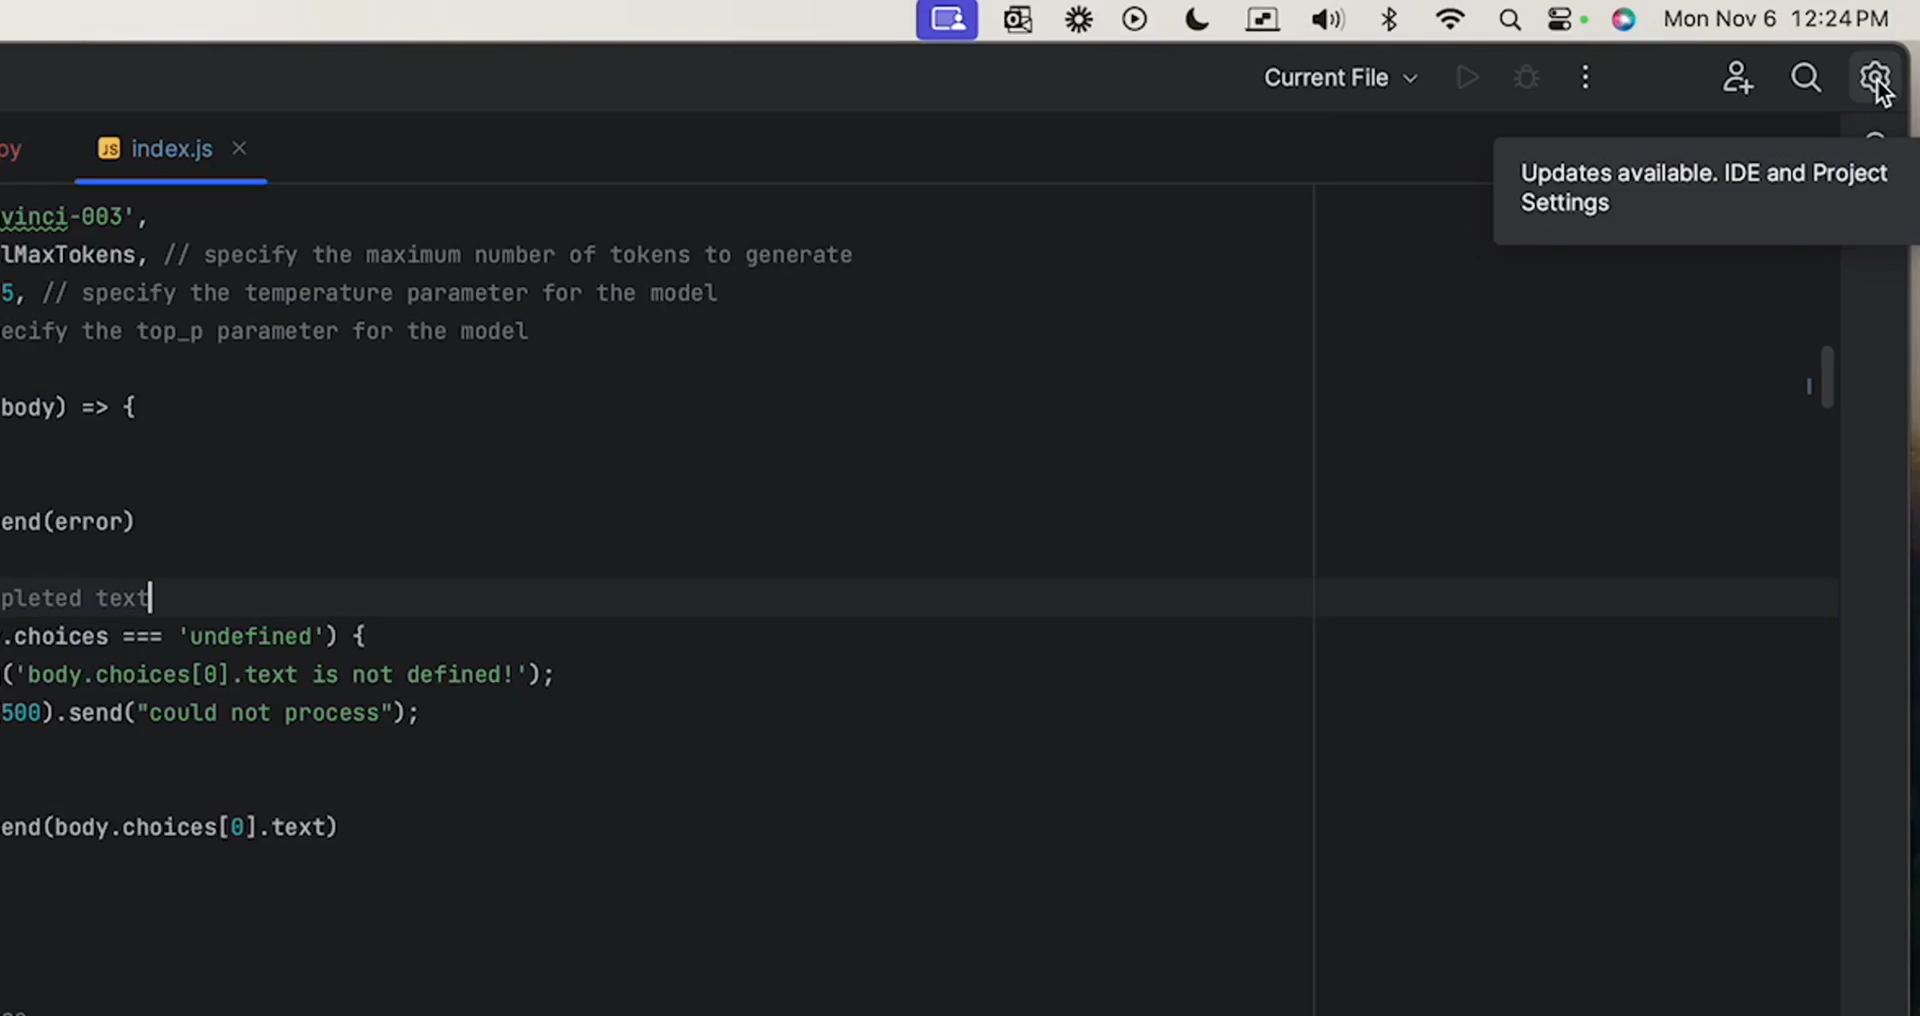 Mon Nov 6 12:24 PM
Current File
index.js
Updates available. IDE and Project
Settings
vinci-003',
lMaxTokens, // specify the maximum number of tokens to generate
5, // specify the temperature parameter for the model
ecify the top_p parameter for the model
body) => {
end(error)
pleted text
.choices === 'undefined') {
('body.choices[0].text is not defined!');
500).send("could not process");
end(body.choices[0].text)